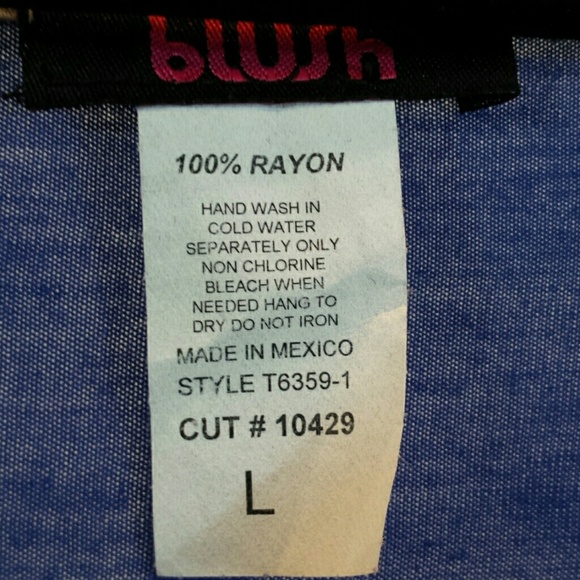 blush
100% RAYON
HAND WASH IN
COLD WATER
SEPARATELY ONLY
NON CHLORINE
BLEACH WHEN
NEEDED HANG TO
DRY DO NOT IRON
MADE IN MEXICO
STYLE T6359-1
CUT # 10429
L